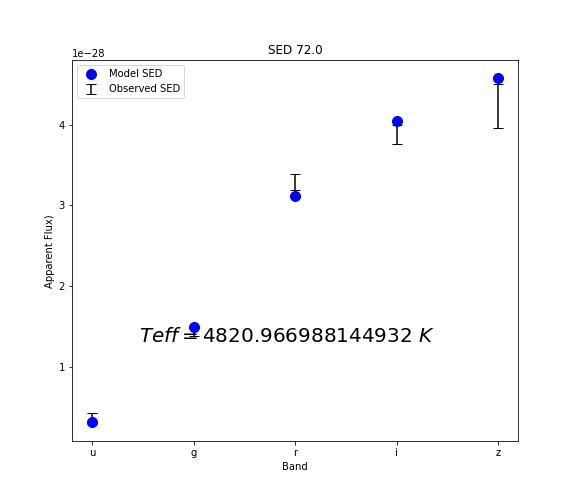 SED 72.0
1e−28
Model SED
Observed SED
4
3
2
1
Apparent Flux)
Teff = 4820.966988144932 K
u g r i z
Band